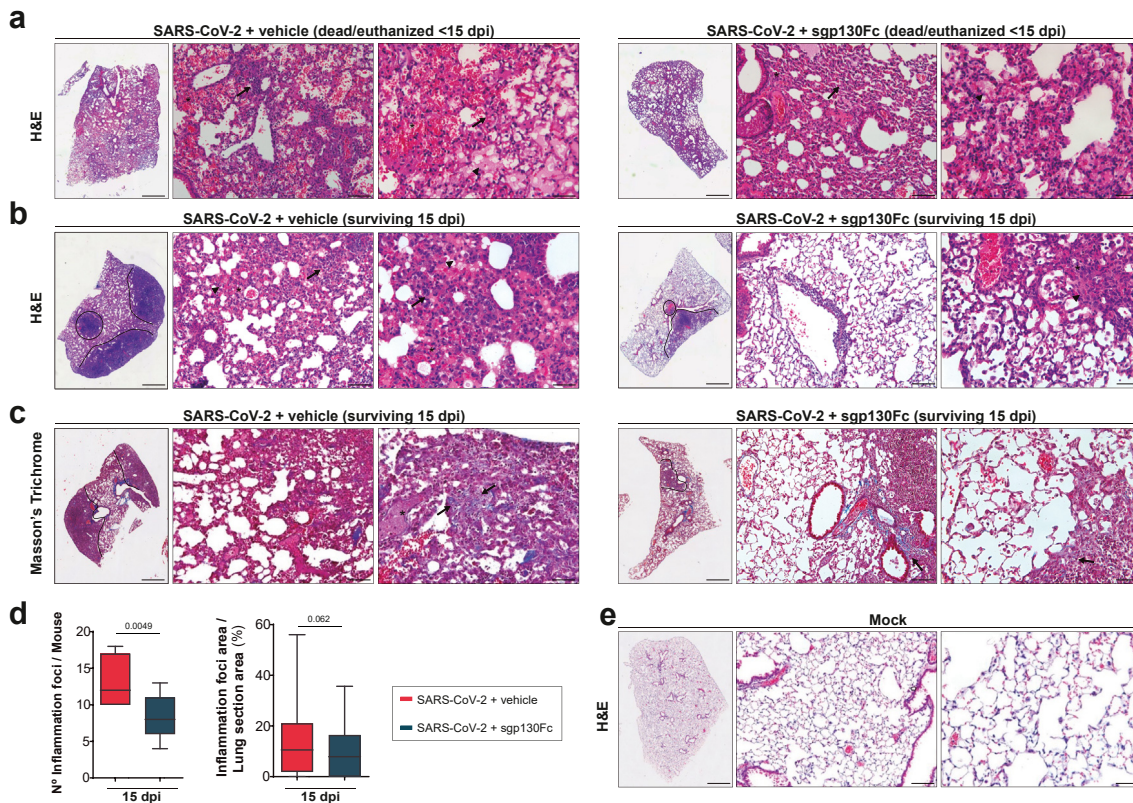 a
SARS-CoV-2 + vehicle (dead/euthanized <15 dpi)
SARS-CoV-2 + sgp130Fc (dead/euthanized <15 dpi)
H&E
b
SARS-CoV-2 + vehicle (surviving 15 dpi)
SARS-CoV-2 + sgp130Fc (surviving 15 dpi)
H&E
c
SARS-CoV-2 + vehicle (surviving 15 dpi)
SARS-CoV-2 + sgp130Fc (surviving 15 dpi)
Masson's Trichrome
*
d
Nº Inflammation foci / Mouse
20
15
10
5
0
0.0049
15 dpi
Inflammation foci area /
Lung section area (%)
60
40
20
0
0.062
15 dpi
SARS-CoV-2 + vehicle
SARS-CoV-2 + sgp130Fc
e
Mock
H&E